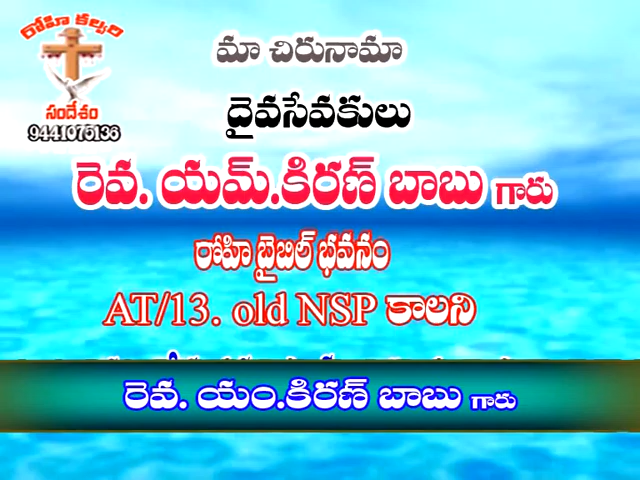 రోహి కల్వరి
సందేశం
9441075136
మా చిరునామా
దైవసేవకులు
రెవ. యమ్.కిరణ్ బాబు గారు
రోహి బైబిల్ భవనం
AT/13. old NSP కాలని
రెవ. యం.కిరణ్ బాబు గారు